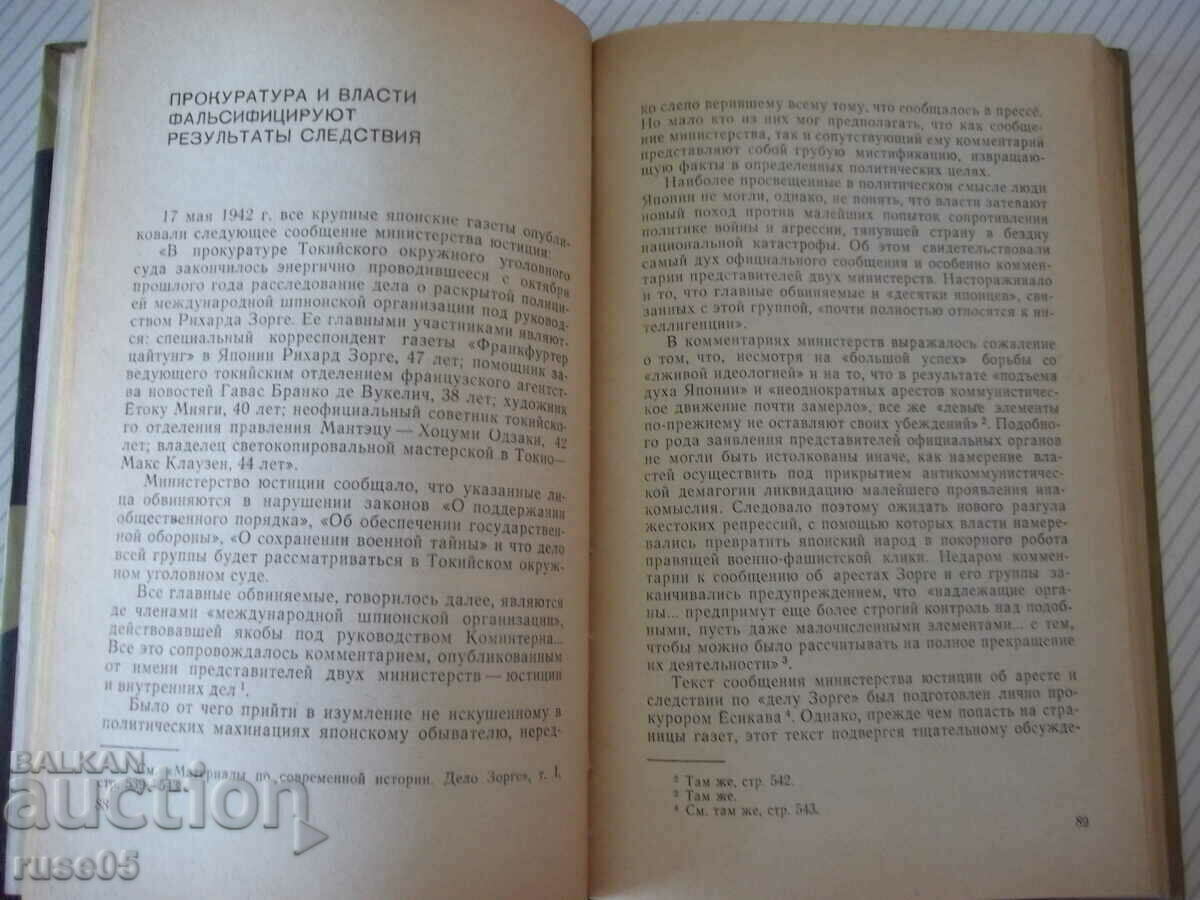 ПРОКУРАТУРА И ВЛАСТИ
ФАЛЬСИФИЦИРУЮТ
РЕЗУЛЬТАТЫ СЛЕДСТВИЯ
17 мая 1942 г. все крупные японские газеты опубли-
ковали следующее сообщение министерства юстиции:
«В прокуратуре Токийского окружного уголовного
суда закончилось энергично проводившееся с октября
прошлого года расследование дела о раскрытой полици-
ей международной шпионской организации под руковод-
ством Рихарда Зорге. Ее главными участниками являют-
ся: специальный корреспондент газеты «Франкфуртер
цайтунг» в Японии Рихард Зорге, 47 лет; помощник за-
ведующего токийским отделением французского агентст-
ва новостей Гавас Бранко де Вукелич, 38 лет; художник
Етоку Мияги, 40 лет; неофициальный советник токийско-
го отделения правления Мантэцу — Хоцуми Одзаки, 42
лет; владелец светокопировальной мастерской в Токио—
Макс Клаузен, 44 лет».
Министерство юстиции сообщало, что указанные ли-
ца обвиняются в нарушении законов «О поддержании
общественного порядка», «Об обеспечении государствен-
ной обороны», «О сохранении военной тайны» и что дело
всей группы будет рассматриваться в Токийском окруж-
ном уголовном суде.
Все главные обвиняемые, говорилось далее, являются
де членами «международной шпионской организации,
действовавшей якобы под руководством Коминтерна...
Все это сопровождалось комментарием, опубликованным
от имени представителей двух министерств — юстиции
и внутренних дел 1.
Было от чего прийти в изумление не искушенному в
политических махинациях японскому обывателю, неред-
См. «Материалы по современной истории. Дело Зорге», т. I,
стр.
88
ко слепо верившему всему тому, что сообщалось в прессе.
Но мало кто из них мог предполагать, что как сообще-
ние министерства, так и сопутствующий ему комментарий
представляют собой грубую мистификацию, извращаю-
щую факты в определенных политических целях.
Наиболее просвещенные в политическом смысле люди
Японии не могли, однако, не понять, что власти затевают
новый поход против малейших попыток сопротивления
политике войны и агрессии, тянувшей страну в бездну
национальной катастрофы. Об этом свидетельствовали
самый дух официального сообщения и особенно коммен-
тарии представителей двух министерств. Настораживало
и то, что главные обвиняемые и «десятки японцев», свя-
занных с этой группой, «почти полностью относятся к ин-
теллигенции».
В комментариях министерств выражалось сожаление
о том, что, несмотря на «большой успех» борьбы со
«лживой идеологией» и на то, что в результате «подъема
духа Японии» и «неоднократных арестов коммунистичес-
кое движение почти замерло», все же «левые элементы
по-прежнему не оставляют своих убеждений» 2. Подобно-
го рода заявления представителей официальных органов
не могли быть истолкованы иначе, как намерение влас-
тей осуществить под прикрытием антикоммунистичес-
кой демагогии ликвидацию малейшего проявления ина-
комыслия. Следовало поэтому ожидать нового разгула
жестоких репрессий, с помощью которых власти намере-
вались превратить японский народ в покорного робота
правящей военно-фашистской клики. Недаром коммен-
тарии к сообщению об арестах Зорге и его группы за-
канчивались предупреждением, что «надлежащие орга-
ны... предпримут еще более строгий контроль над подоб-
ными, пусть даже малочисленными элементами... с тем,
чтобы можно было рассчитывать на полное прекращение
их деятельности» 3.
Текст сообщения министерства юстиции об аресте и
следствии по «делу Зорге» был подготовлен лично про-
курором Ёсикава 4. Однако, прежде чем попасть на стра-
ницы газет, этот текст подвергся тщательному обсужде-
2 Там же, стр. 542.
3 Там же.
4 См. там же, стр. 543.
89
BALKAN
auction
ruse05